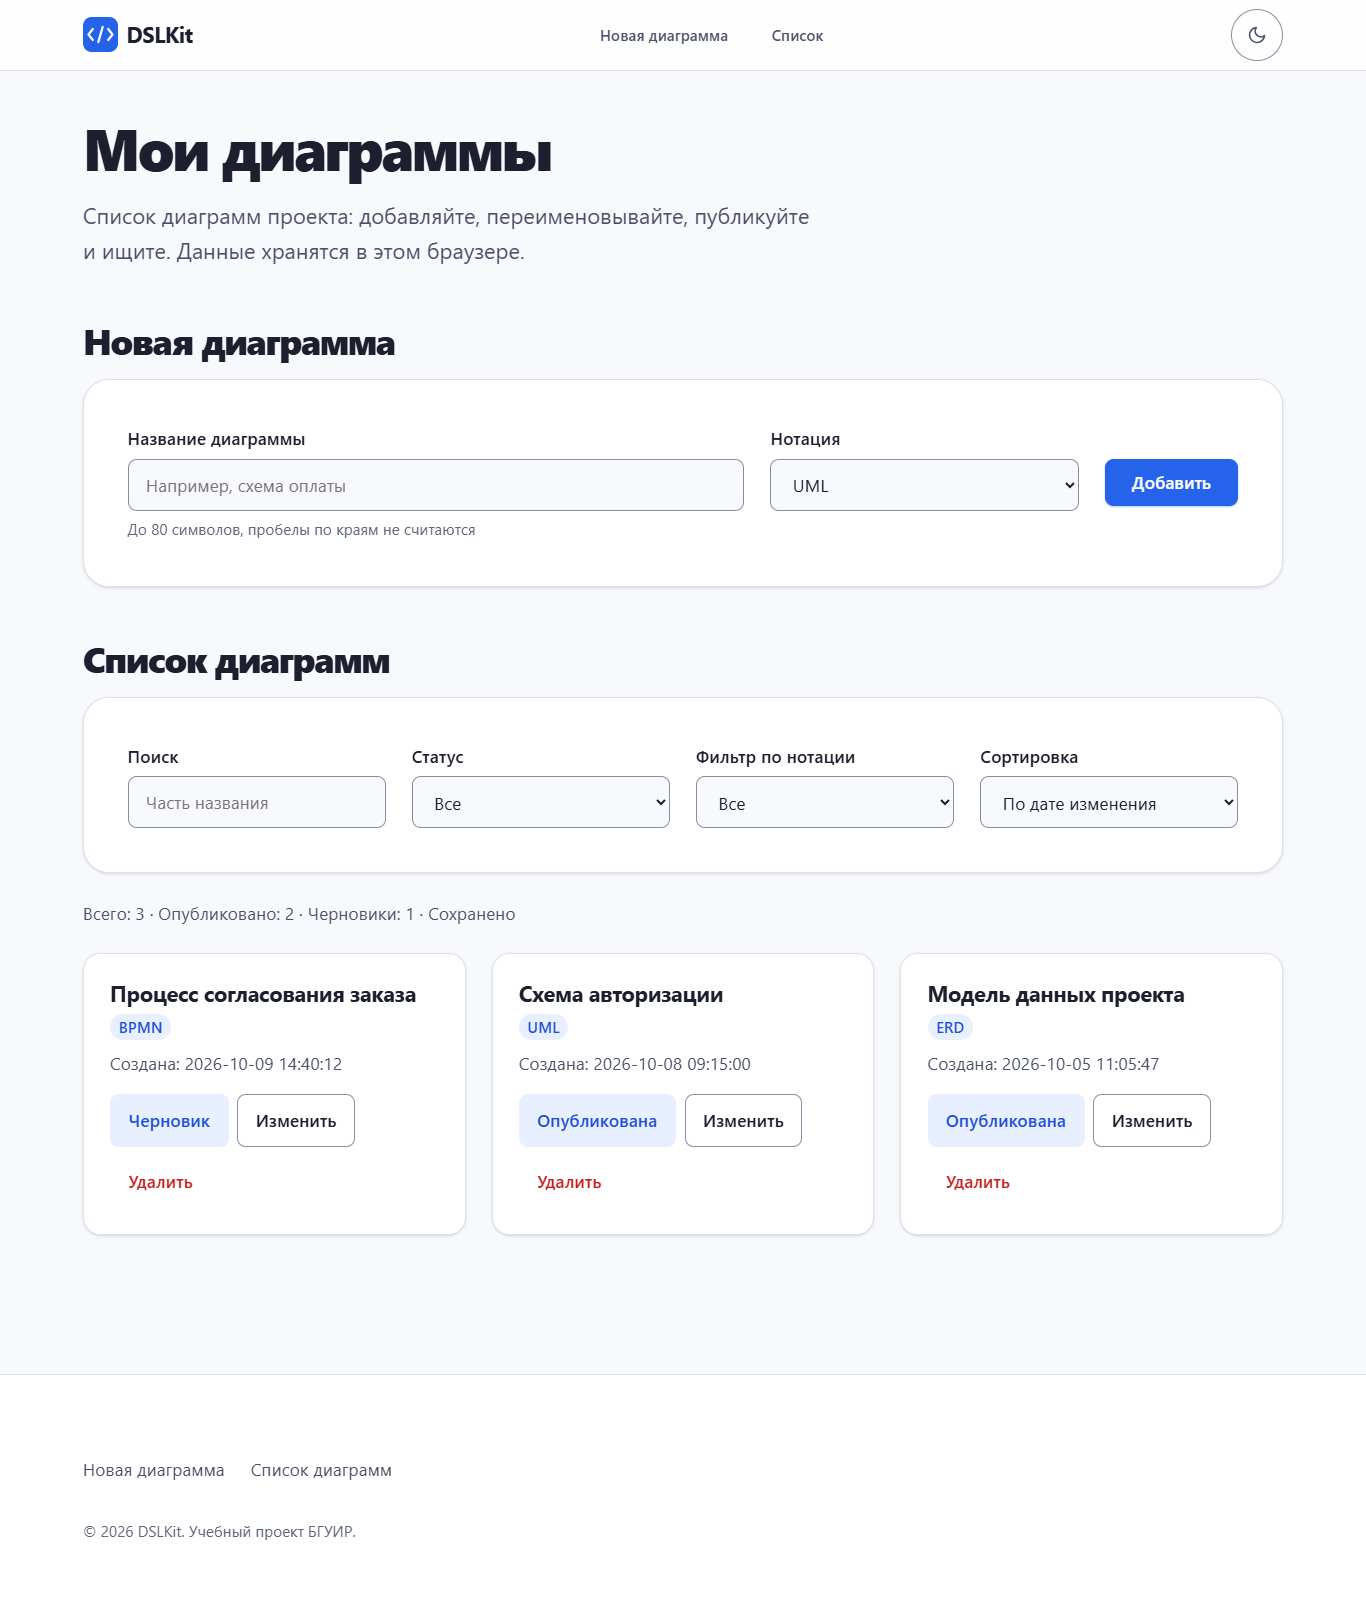 DSLKit
Новая диаграмма
Список
Мои диаграммы
Список диаграмм проекта: добавляйте, переименовывайте, публикуйте
и ищите. Данные хранятся в этом браузере.
Новая диаграмма
Название диаграммы
Нотация
Например, схема оплаты
UML
Добавить
До 80 символов, пробелы по краям не считаются
Список диаграмм
Поиск
Статус
Фильтр по нотации
Сортировка
Часть названия
Все
Все
По дате изменения
Всего: 3 · Опубликовано: 2 · Черновики: 1 · Сохранено
Процесс согласования заказа
BPMN
Создана: 2026-10-09 14:40:12
Черновик
Изменить
Удалить
Схема авторизации
UML
Создана: 2026-10-08 09:15:00
Опубликована
Изменить
Удалить
Модель данных проекта
ERD
Создана: 2026-10-05 11:05:47
Опубликована
Изменить
Удалить
Новая диаграмма
Список диаграмм
© 2026 DSLKit. Учебный проект БГУИР.